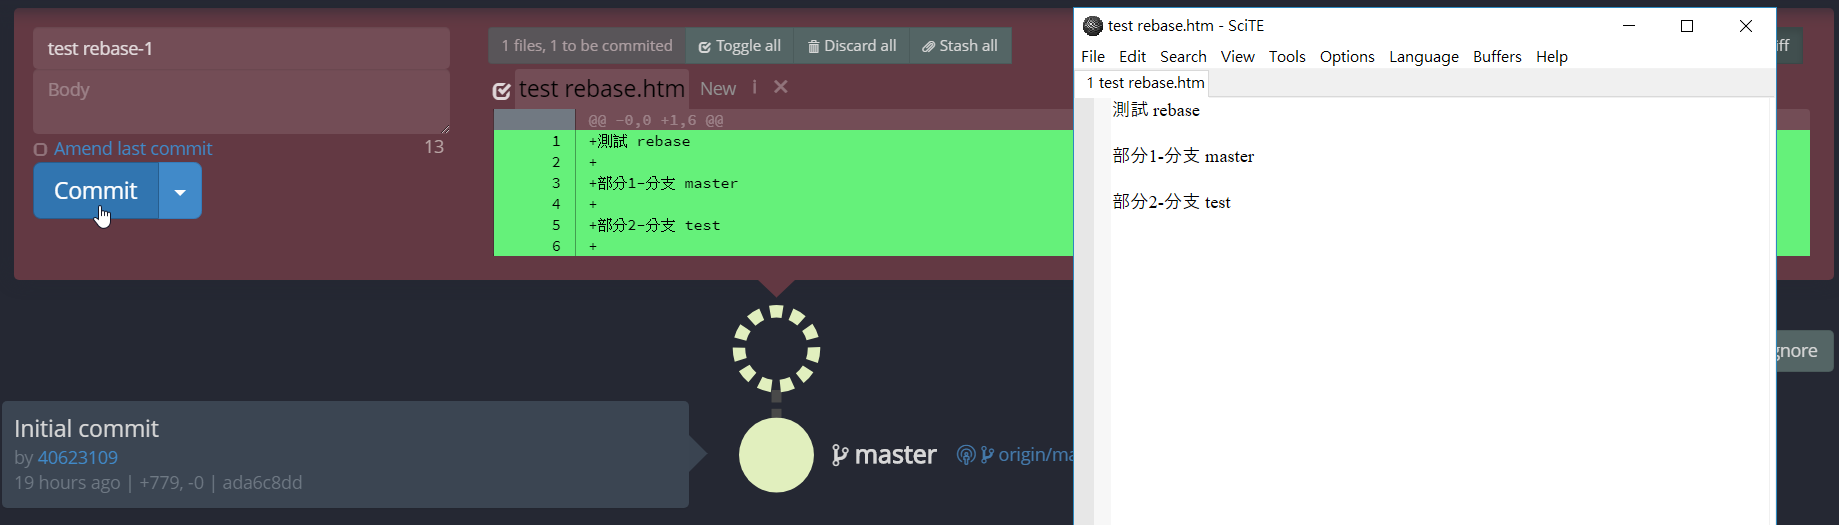 test rebase-1
Body
Amend last commit
13
Commit
1 files, 1 to be commited
Toggle all
Discard all
Stash all
test rebase.htm New i
@@ -0,0 +1,6 @@
1 +測試 rebase
2 +
3 +部分1-分支 master
4 +
5 +部分2-分支 test
6 +
Initial commit
by 40623109
19 hours ago | +779, -0 | ada6c8dd
master
test rebase.htm - SciTE
File Edit Search View Tools Options Language Buffers Help
1 test rebase.htm
測試 rebase
部分1-分支 master
部分2-分支 test